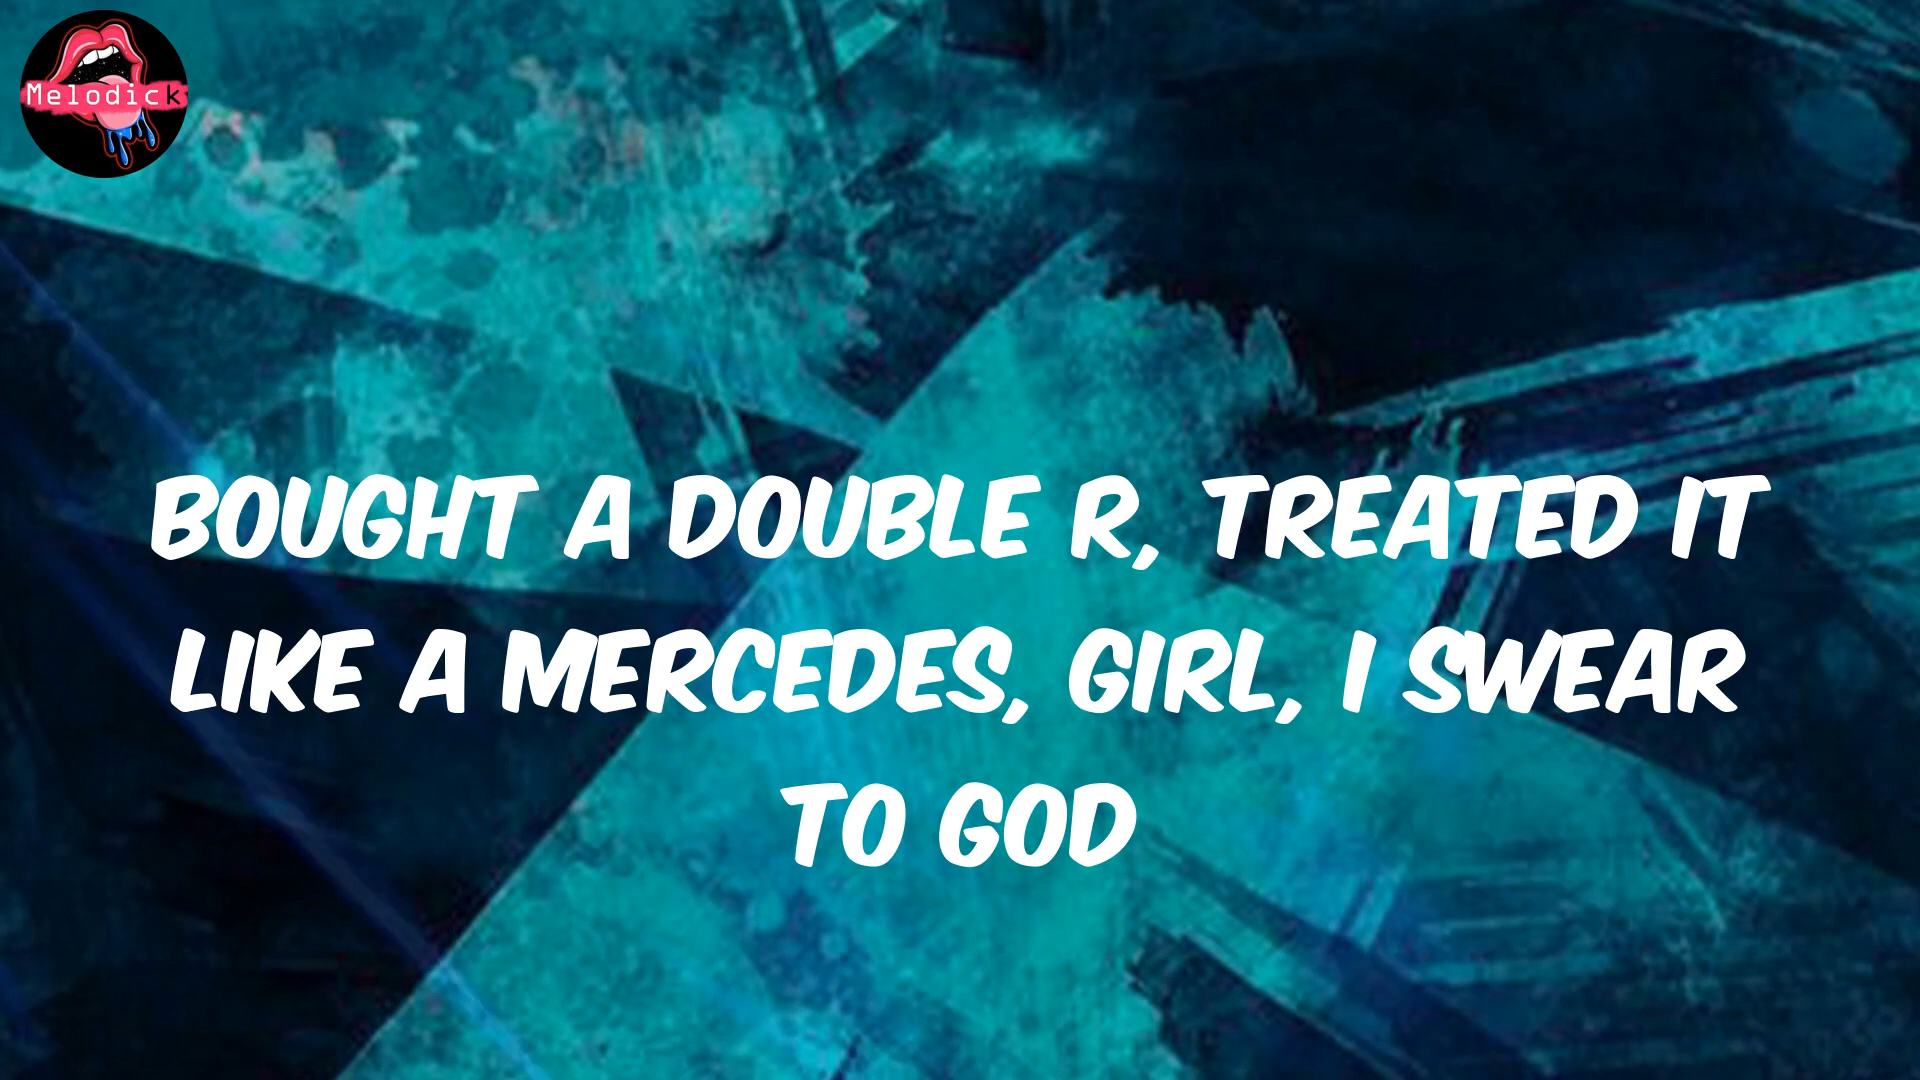 Melodick
BOUGHT A DOUBLE R, TREATED IT
LIKE A MERCEDES, GIRL, I SWEAR
TO GOD